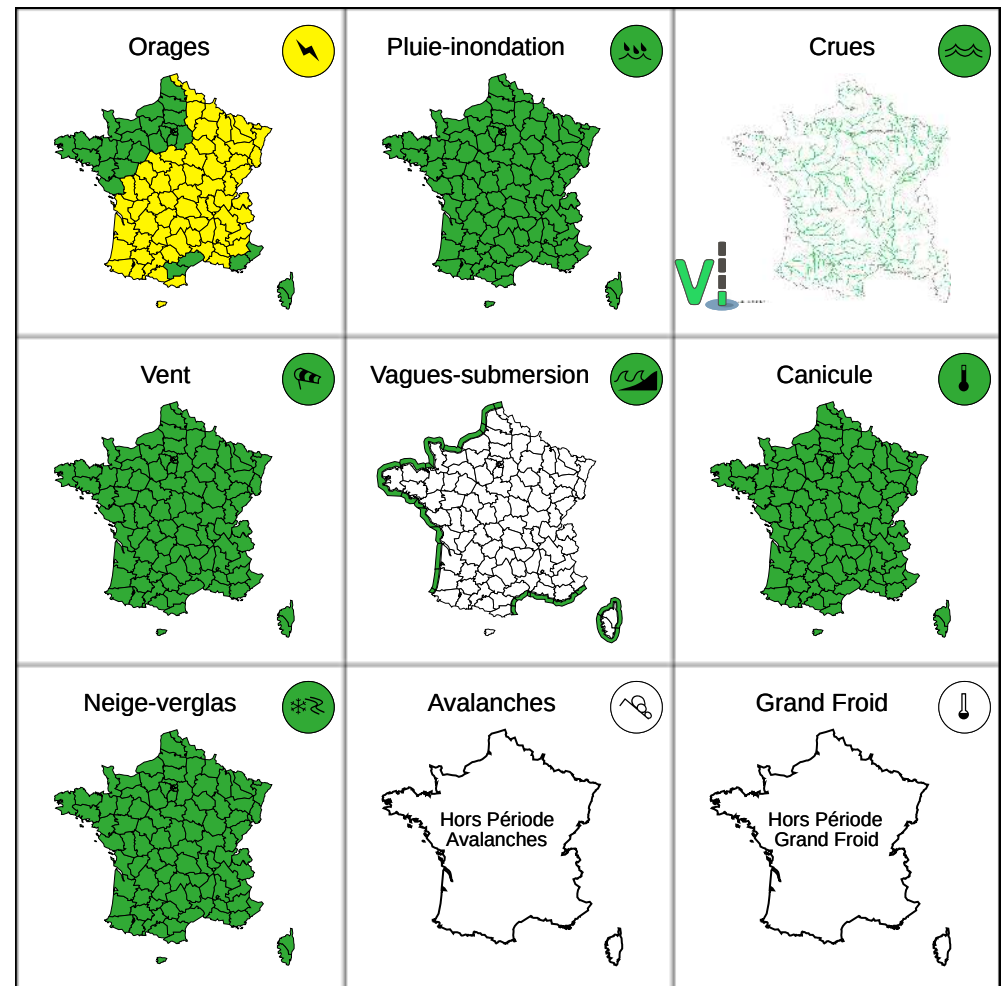 Orages
Pluie-inondation
Crues
Vi
Vent
Vagues-submersion
Canicule
Neige-verglas
Avalanches
Grand Froid
Hors Période
Avalanches
Hors Période
Grand Froid